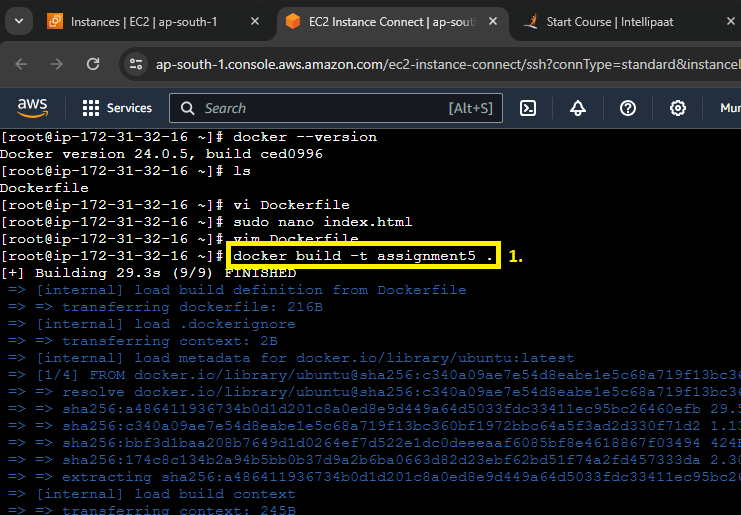 Instances | EC2 | ap-south-1
EC2 Instance Connect | ap-sout
Start Course | Intellipaat
ap-south-1.console.aws.amazon.com/ec2-instance-connect/ssh?connType=standard&instanceI
aws
Services
Search
[Alt+S]
Mum
[root@ip-172-31-32-16 ~]# docker --version
Docker version 24.0.5, build ced0996
[root@ip-172-31-32-16 ~]# ls
Dockerfile
[root@ip-172-31-32-16 ~]# vi Dockerfile
[root@ip-172-31-32-16 ~]# sudo nano index.html
[root@ip-172-31-32-16 ~]# vim Dockerfile
[root@ip-172-31-32-16 ~]# docker build -t assignment5 . 1.
[+] Building 29.3s (9/9) FINISHED
=> [internal] load build definition from Dockerfile
=> => transferring dockerfile: 216B
=> [internal] load .dockerignore
=> => transferring context: 2B
=> [internal] load metadata for docker.io/library/ubuntu:latest
=> [1/4] FROM docker.io/library/ubuntu@sha256:c340a09ae7e54d8eabe1e5c68a719f13bc36
=> => resolve docker.io/library/ubuntu@sha256:c340a09ae7e54d8eabe1e5c68a719f13bc36
=> => sha256:a486411936734b0d1d201c8a0ed8e9d449a64d5033fdc33411ec95bc26460efb 29.5
=> => sha256:c340a09ae7e54d8eabe1e5c68a719f13bc360bf1972bbc64a5f3ad2d330f71d2 1.13
=> => sha256:bbf3d1baa208b7649d1d0264ef7d522e1dc0deeeaaf6085bf8e4618867f03494 424B
=> => sha256:174c8c134b2a94b5bb0b37d9a2b6ba0663d82d23ebf62bd51f74a2fd457333da 2.30
=> => extracting sha256:a486411936734b0d1d201c8a0ed8e9d449a64d5033fdc33411ec95bc26
=> [internal] load build context
=> => transferring context: 245B